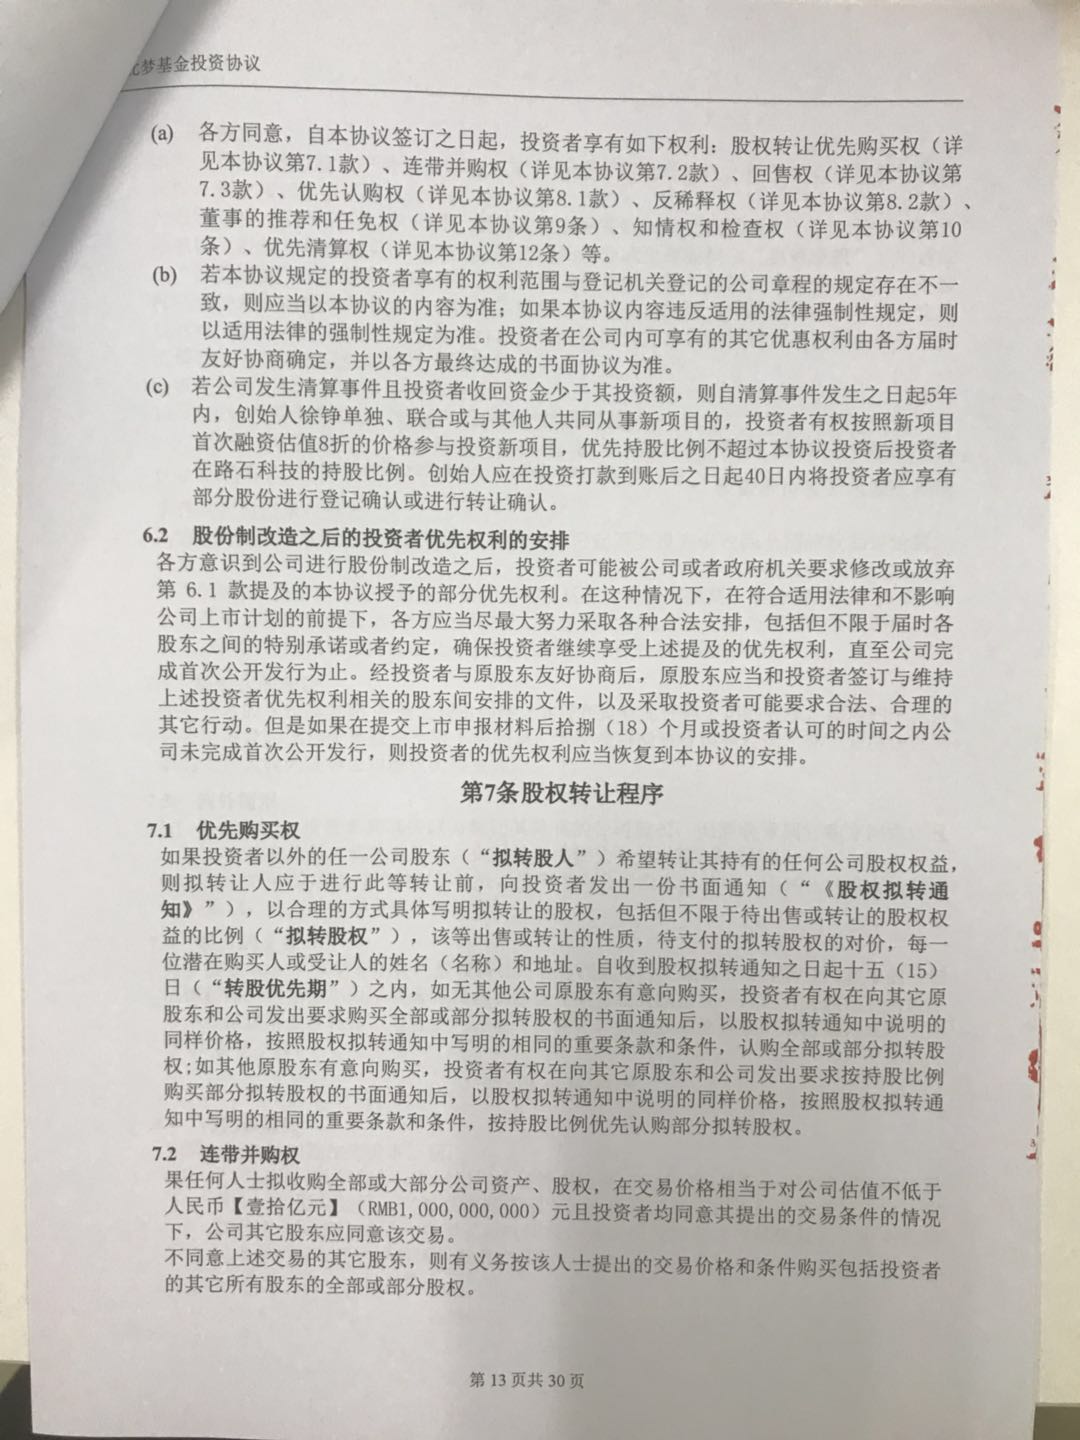 梦基金投资协议
(a) 各方同意，自本协议签订之日起，投资者享有如下权利：股权转让优先购买权（详
见本协议第7.1款）、连带并购权（详见本协议第7.2款）、回售权（详见本协议第
7.3款）、优先认购权（详见本协议第8.1款）、反稀释权（详见本协议第8.2款）、
董事的推荐和任免权（详见本协议第9条）、知情权和检查权（详见本协议第10
条）、优先清算权（详见本协议第12条）等。
(b) 若本协议规定的投资者享有的权利范围与登记机关登记的公司章程的规定存在不一
致，则应当以本协议的内容为准；如果本协议内容违反适用的法律强制性规定，则
以适用法律的强制性规定为准。投资者在公司内可享有的其它优惠权利由各方届时
友好协商确定，并以各方最终达成的书面协议为准。
(c) 若公司发生清算事件且投资者收回资金少于其投资额，则自清算事件发生之日起5年
内，创始人徐铮单独、联合或与其他人共同从事新项目的，投资者有权按照新项目
首次融资估值8折的价格参与投资新项目，优先持股比例不超过本协议投资后投资者
在路石科技的持股比例。创始人应在投资打款到账后之日起40日内将投资者应享有
部分股份进行登记确认或进行转让确认。
6.2 股份制改造之后的投资者优先权利的安排
各方意识到公司进行股份制改造之后，投资者可能被公司或者政府机关要求修改或放弃
第 6.1 款提及的本协议授予的部分优先权利。在这种情况下，在符合适用法律和不影响
公司上市计划的前提下，各方应当尽最大努力采取各种合法安排，包括但不限于届时各
股东之间的特别承诺或者约定，确保投资者继续享受上述提及的优先权利，直至公司完
成首次公开发行为止。经投资者与原股东友好协商后，原股东应当和投资者签订与维持
上述投资者优先权利相关的股东间安排的文件，以及采取投资者可能要求合法、合理的
其它行动。但是如果在提交上市申报材料后拾捌（18）个月或投资者认可的时间之内公
司未完成首次公开发行，则投资者的优先权利应当恢复到本协议的安排。
第7条股权转让程序
7.1 优先购买权
如果投资者以外的任一公司股东（“拟转股人”）希望转让其持有的任何公司股权权益，
则拟转让人应于进行此等转让前，向投资者发出一份书面通知（“《股权拟转通
知》”），以合理的方式具体写明拟转让的股权，包括但不限于待出售或转让的股权权
益的比例（“拟转股权”），该等出售或转让的性质，待支付的拟转股权的对价，每一
位潜在购买人或受让人的姓名（名称）和地址。自收到股权拟转通知之日起十五（15）
日（“转股优先期”）之内，如无其他公司原股东有意向购买，投资者有权在向其它原
股东和公司发出要求购买全部或部分拟转股权的书面通知后，以股权拟转通知中说明的
同样价格，按照股权拟转通知中写明的相同的重要条款和条件，认购全部或部分拟转股
权;如其他原股东有意向购买，投资者有权在向其它原股东和公司发出要求按持股比例
购买部分拟转股权的书面通知后，以股权拟转通知中说明的同样价格，按照股权拟转通
知中写明的相同的重要条款和条件，按持股比例优先认购部分拟转股权。
7.2 连带并购权
果任何人士拟收购全部或大部分公司资产、股权，在交易价格相当于对公司估值不低于
人民币【壹拾亿元】（RMB1,000,000,000）元且投资者均同意其提出的交易条件的情况
下，公司其它股东应同意该交易。
不同意上述交易的其它股东，则有义务按该人士提出的交易价格和条件购买包括投资者
的其它所有股东的全部或部分股权。
第 13 页共 30 页